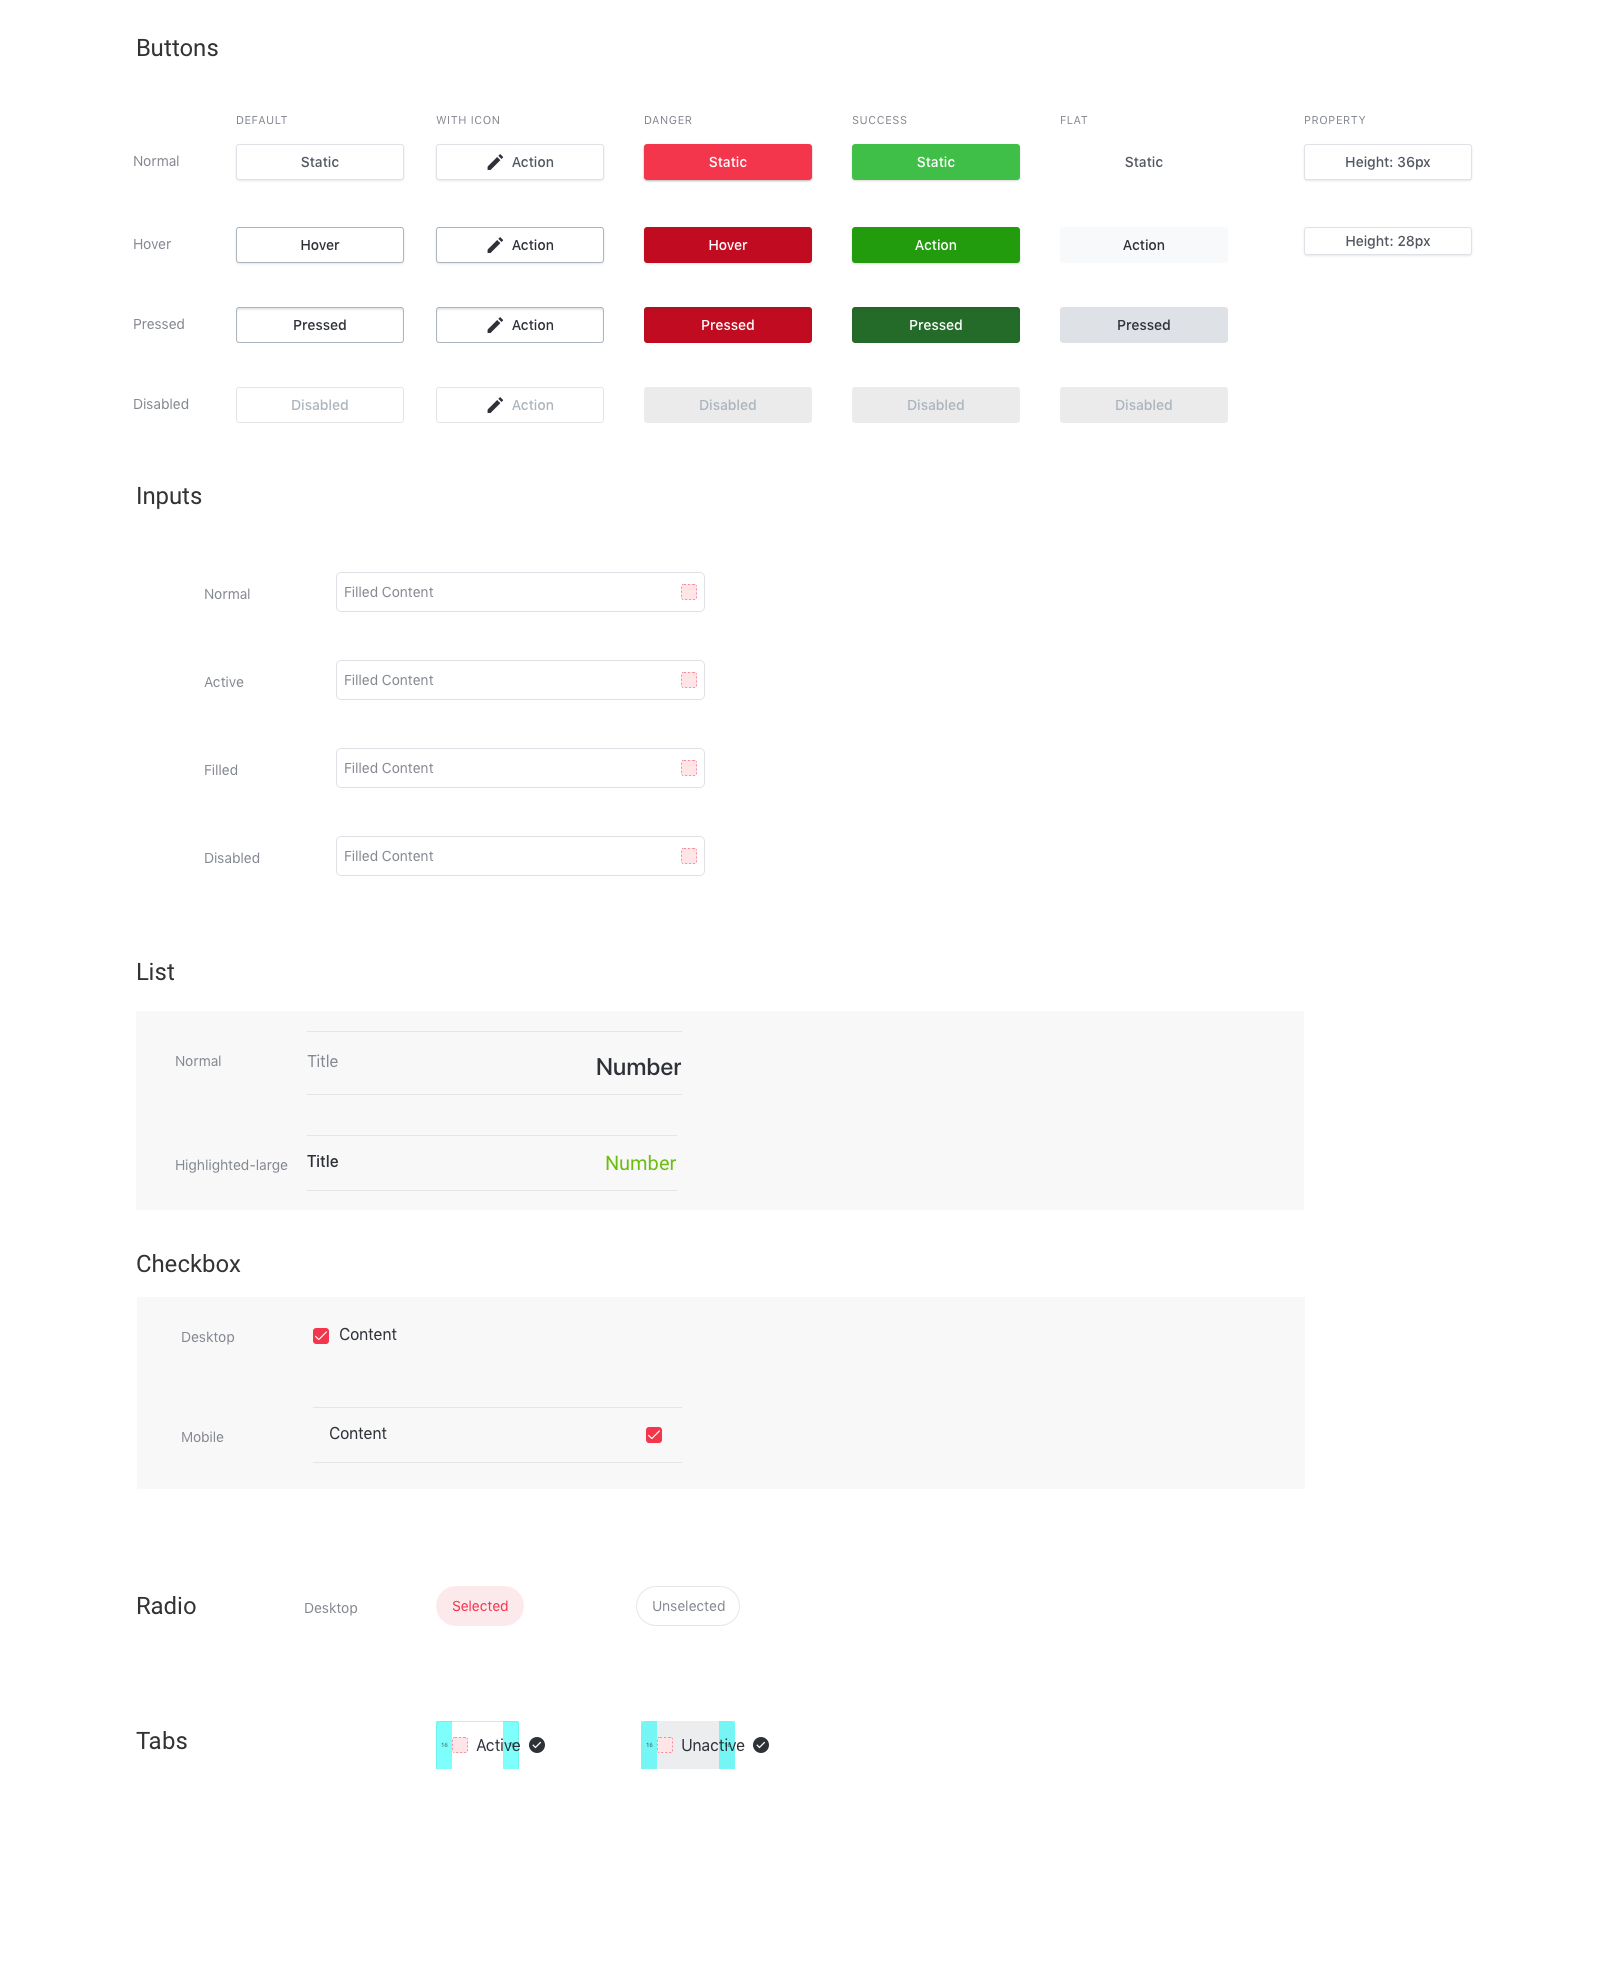 Buttons
DEFAULT WITH ICON DANGER SUCCESS FLAT PROPERTY
Normal Static Action Static Static Static Height: 36px
Hover Hover Action Hover Action Action Height: 28px
Pressed Pressed Action Pressed Pressed Pressed
Disabled Disabled Action Disabled Disabled Disabled
Inputs
Normal Filled Content
Active Filled Content
Filled Filled Content
Disabled Filled Content
List
Normal Title Number
Highlighted-large Title Number
Checkbox
Desktop Content
Mobile Content
Radio Desktop Selected Unselected
Tabs 16 Active 16 Unactive